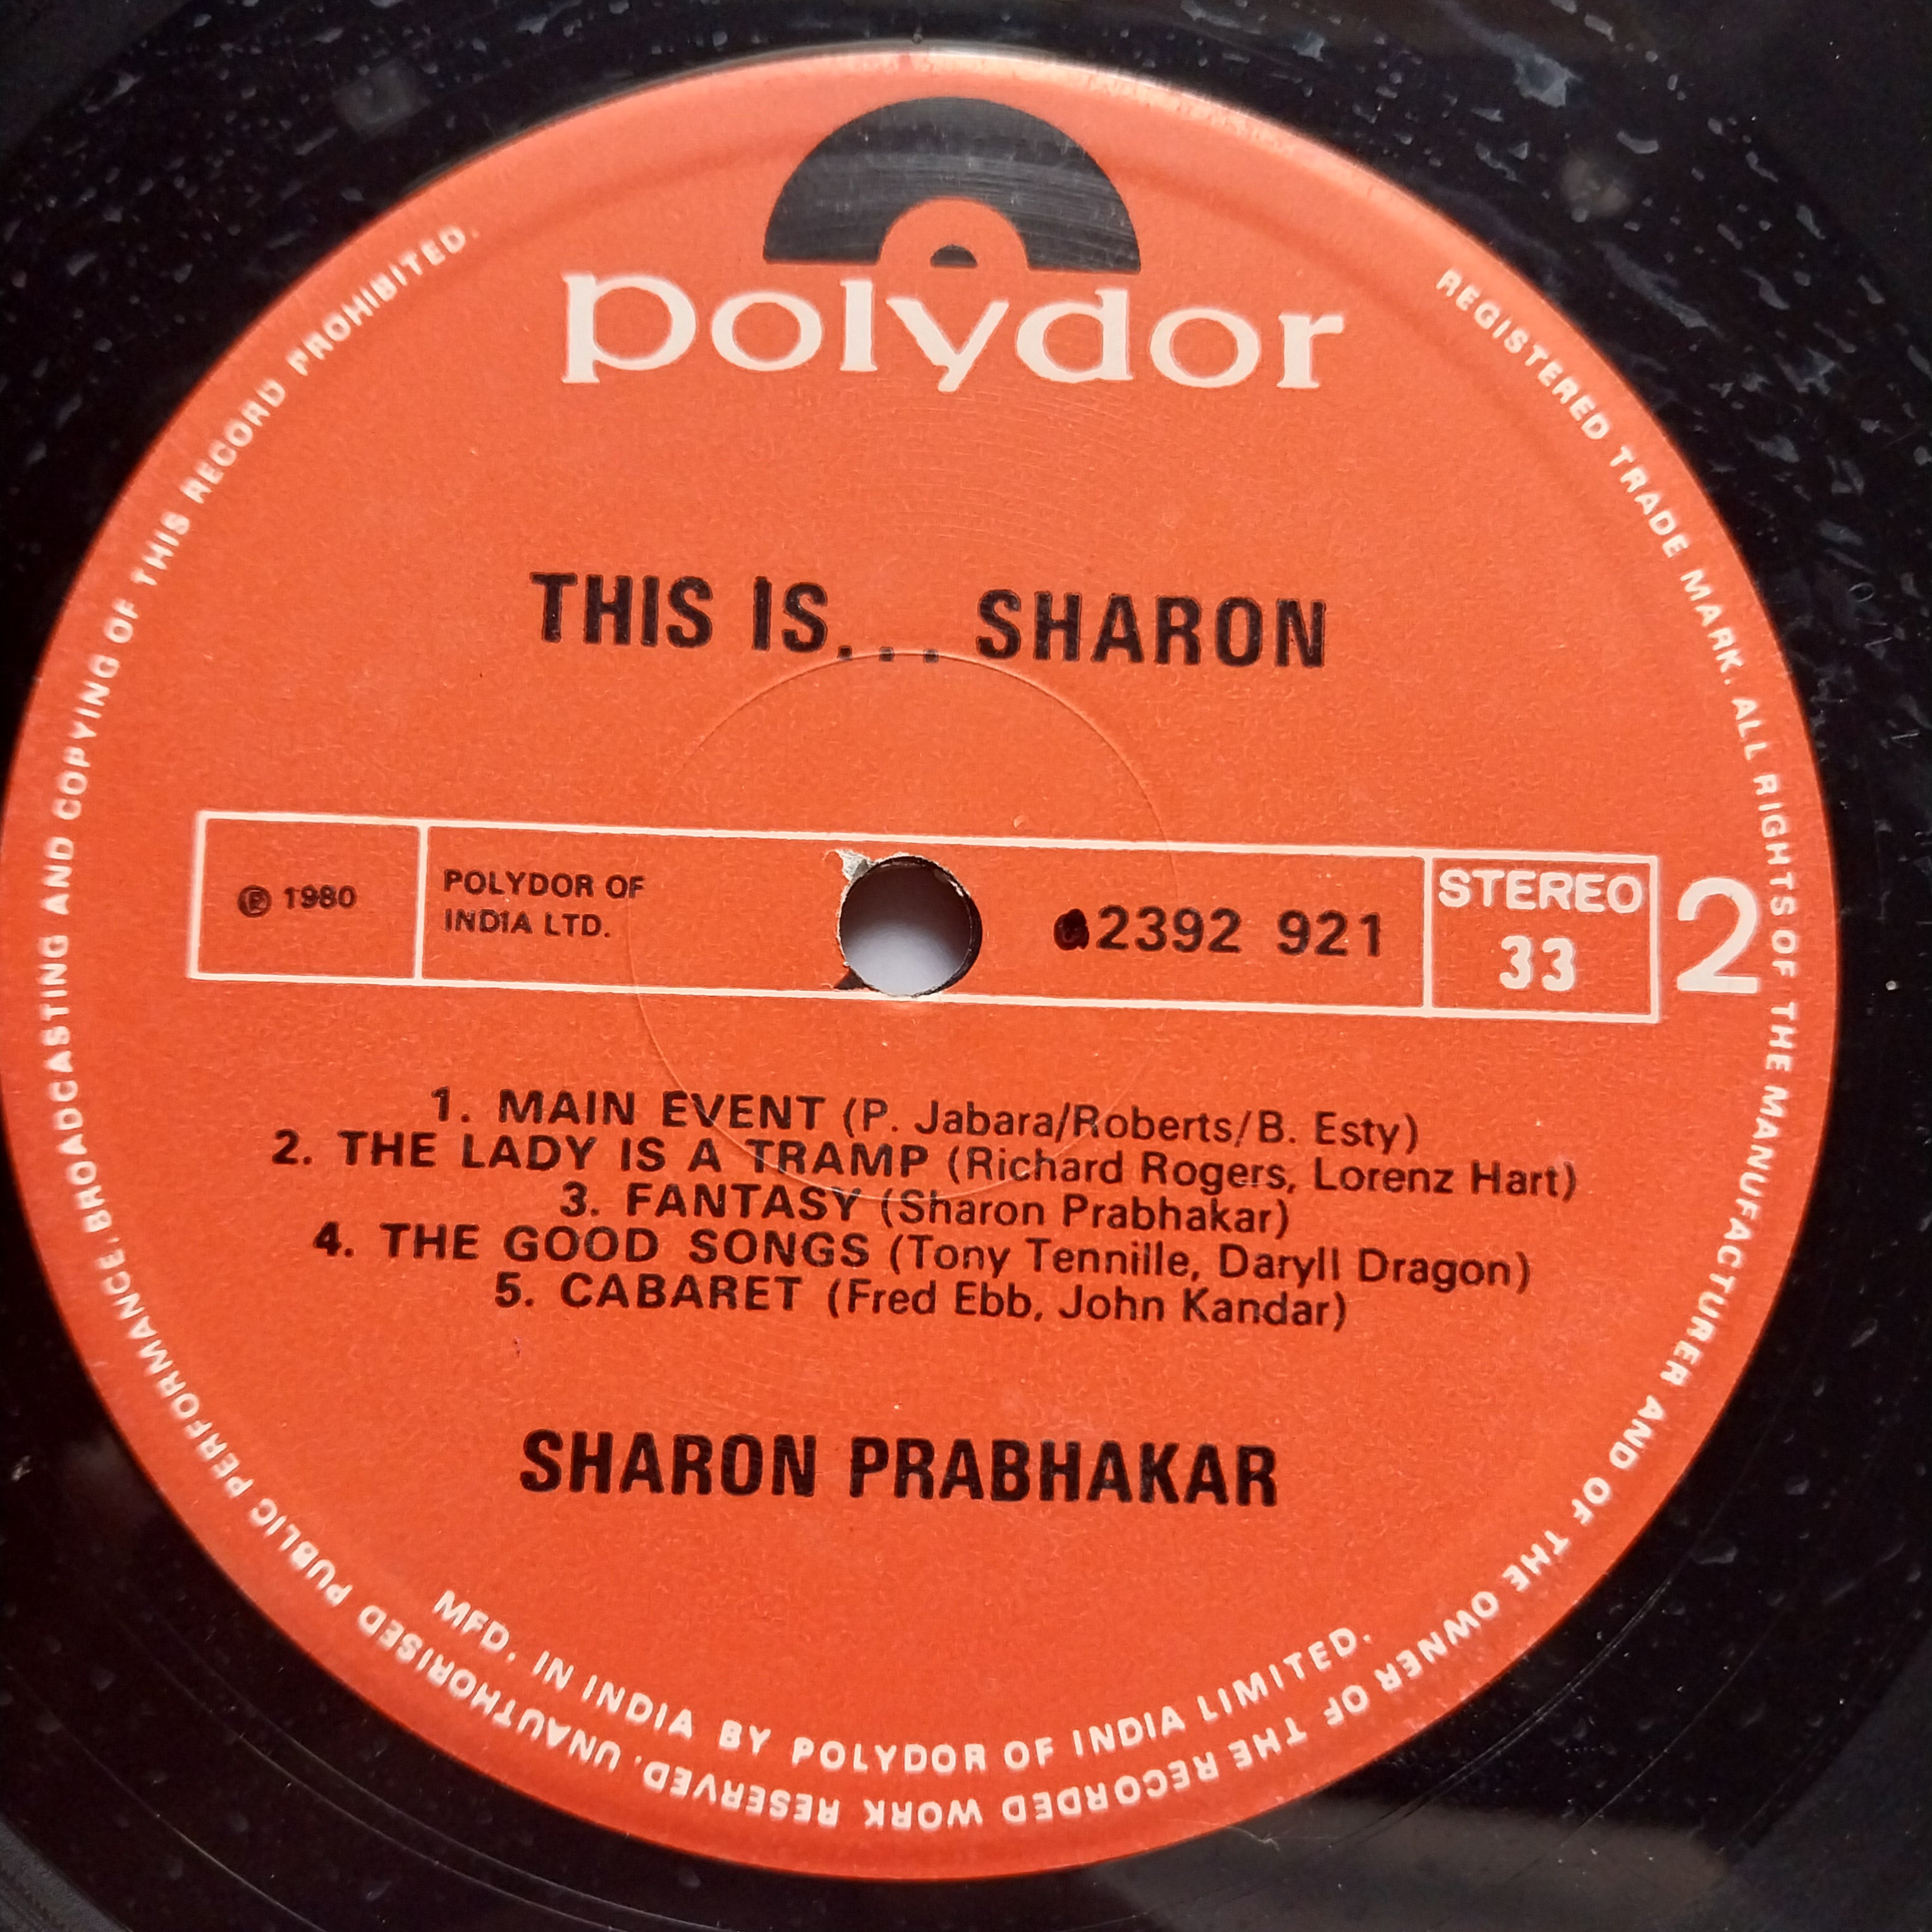 polydor
THIS IS... SHARON
℗ 1980
POLYDOR OF
INDIA LTD.
2392 921
STEREO
33
2
1. MAIN EVENT (P. Jabara/Roberts/B. Esty)
2. THE LADY IS A TRAMP (Richard Rogers, Lorenz Hart)
3. FANTASY (Sharon Prabhakar)
4. THE GOOD SONGS (Tony Tennille, Daryll Dragon)
5. CABARET (Fred Ebb, John Kandar)
SHARON PRABHAKAR
MFD. IN INDIA BY POLYDOR OF INDIA LIMITED.
REGISTERED TRADE MARK. ALL RIGHTS OF THE MANUFACTURER AND OF THE OWNER OF THE RECORDED WORK RESERVED. UNAUTHORISED PUBLIC PERFORMANCE. BROADCASTING AND COPYING OF THIS RECORD PROHIBITED.